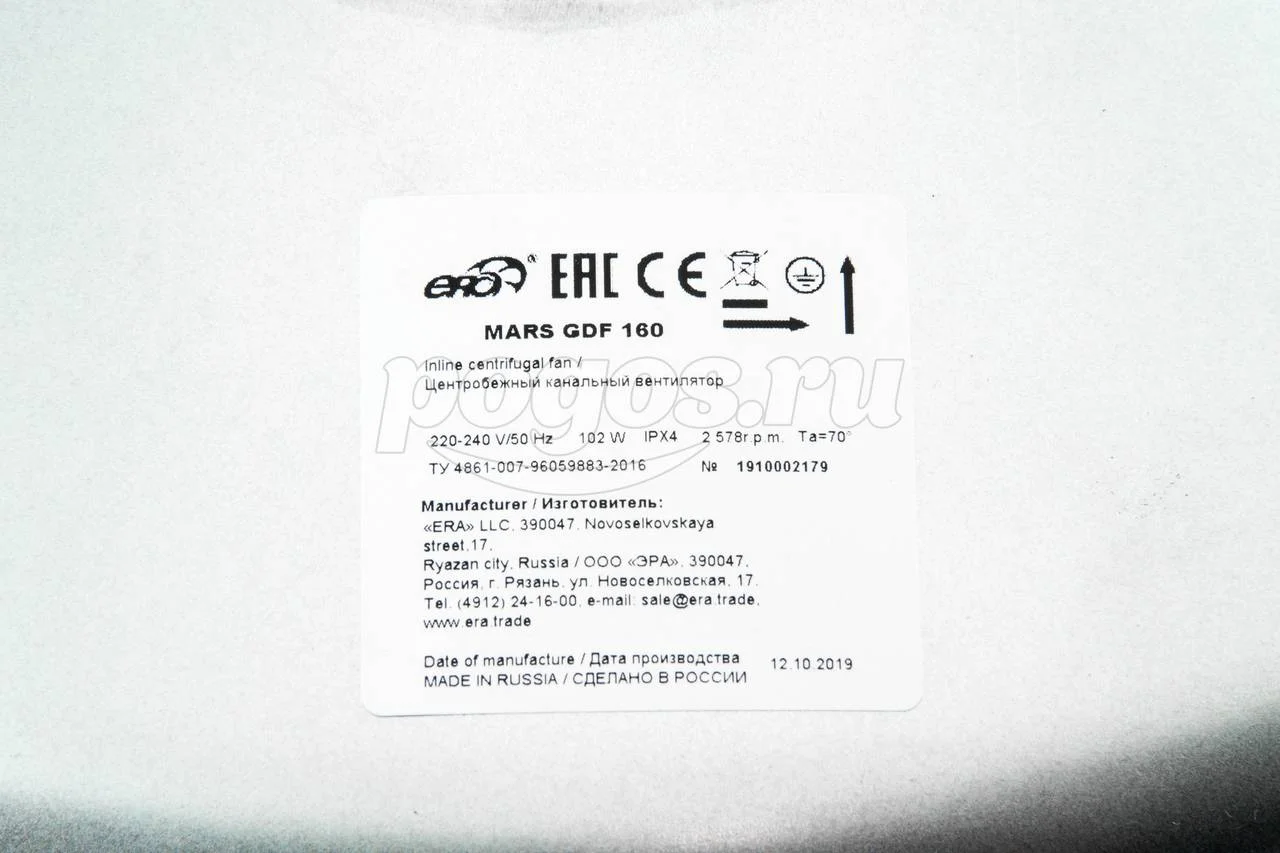 era® EAC CE
MARS GDF 160
Inline centrifugal fan /
Центробежный канальный вентилятор
pogos.ru
220-240 V/50 Hz 102 W IPX4 2 578r.p.m. Ta=70°
ТУ 4861-007-96059883-2016 № 1910002179
Manufacturer / Изготовитель:
«ERA» LLC, 390047, Novoselkovskaya
street,17,
Ryazan city, Russia / ООО «ЭРА», 390047,
Россия, г. Рязань, ул. Новоселковская, 17.
Tel. (4912) 24-16-00, e-mail: sale@era.trade,
www.era.trade
Date of manufacture / Дата производства 12.10.2019
MADE IN RUSSIA / СДЕЛАНО В РОССИИ